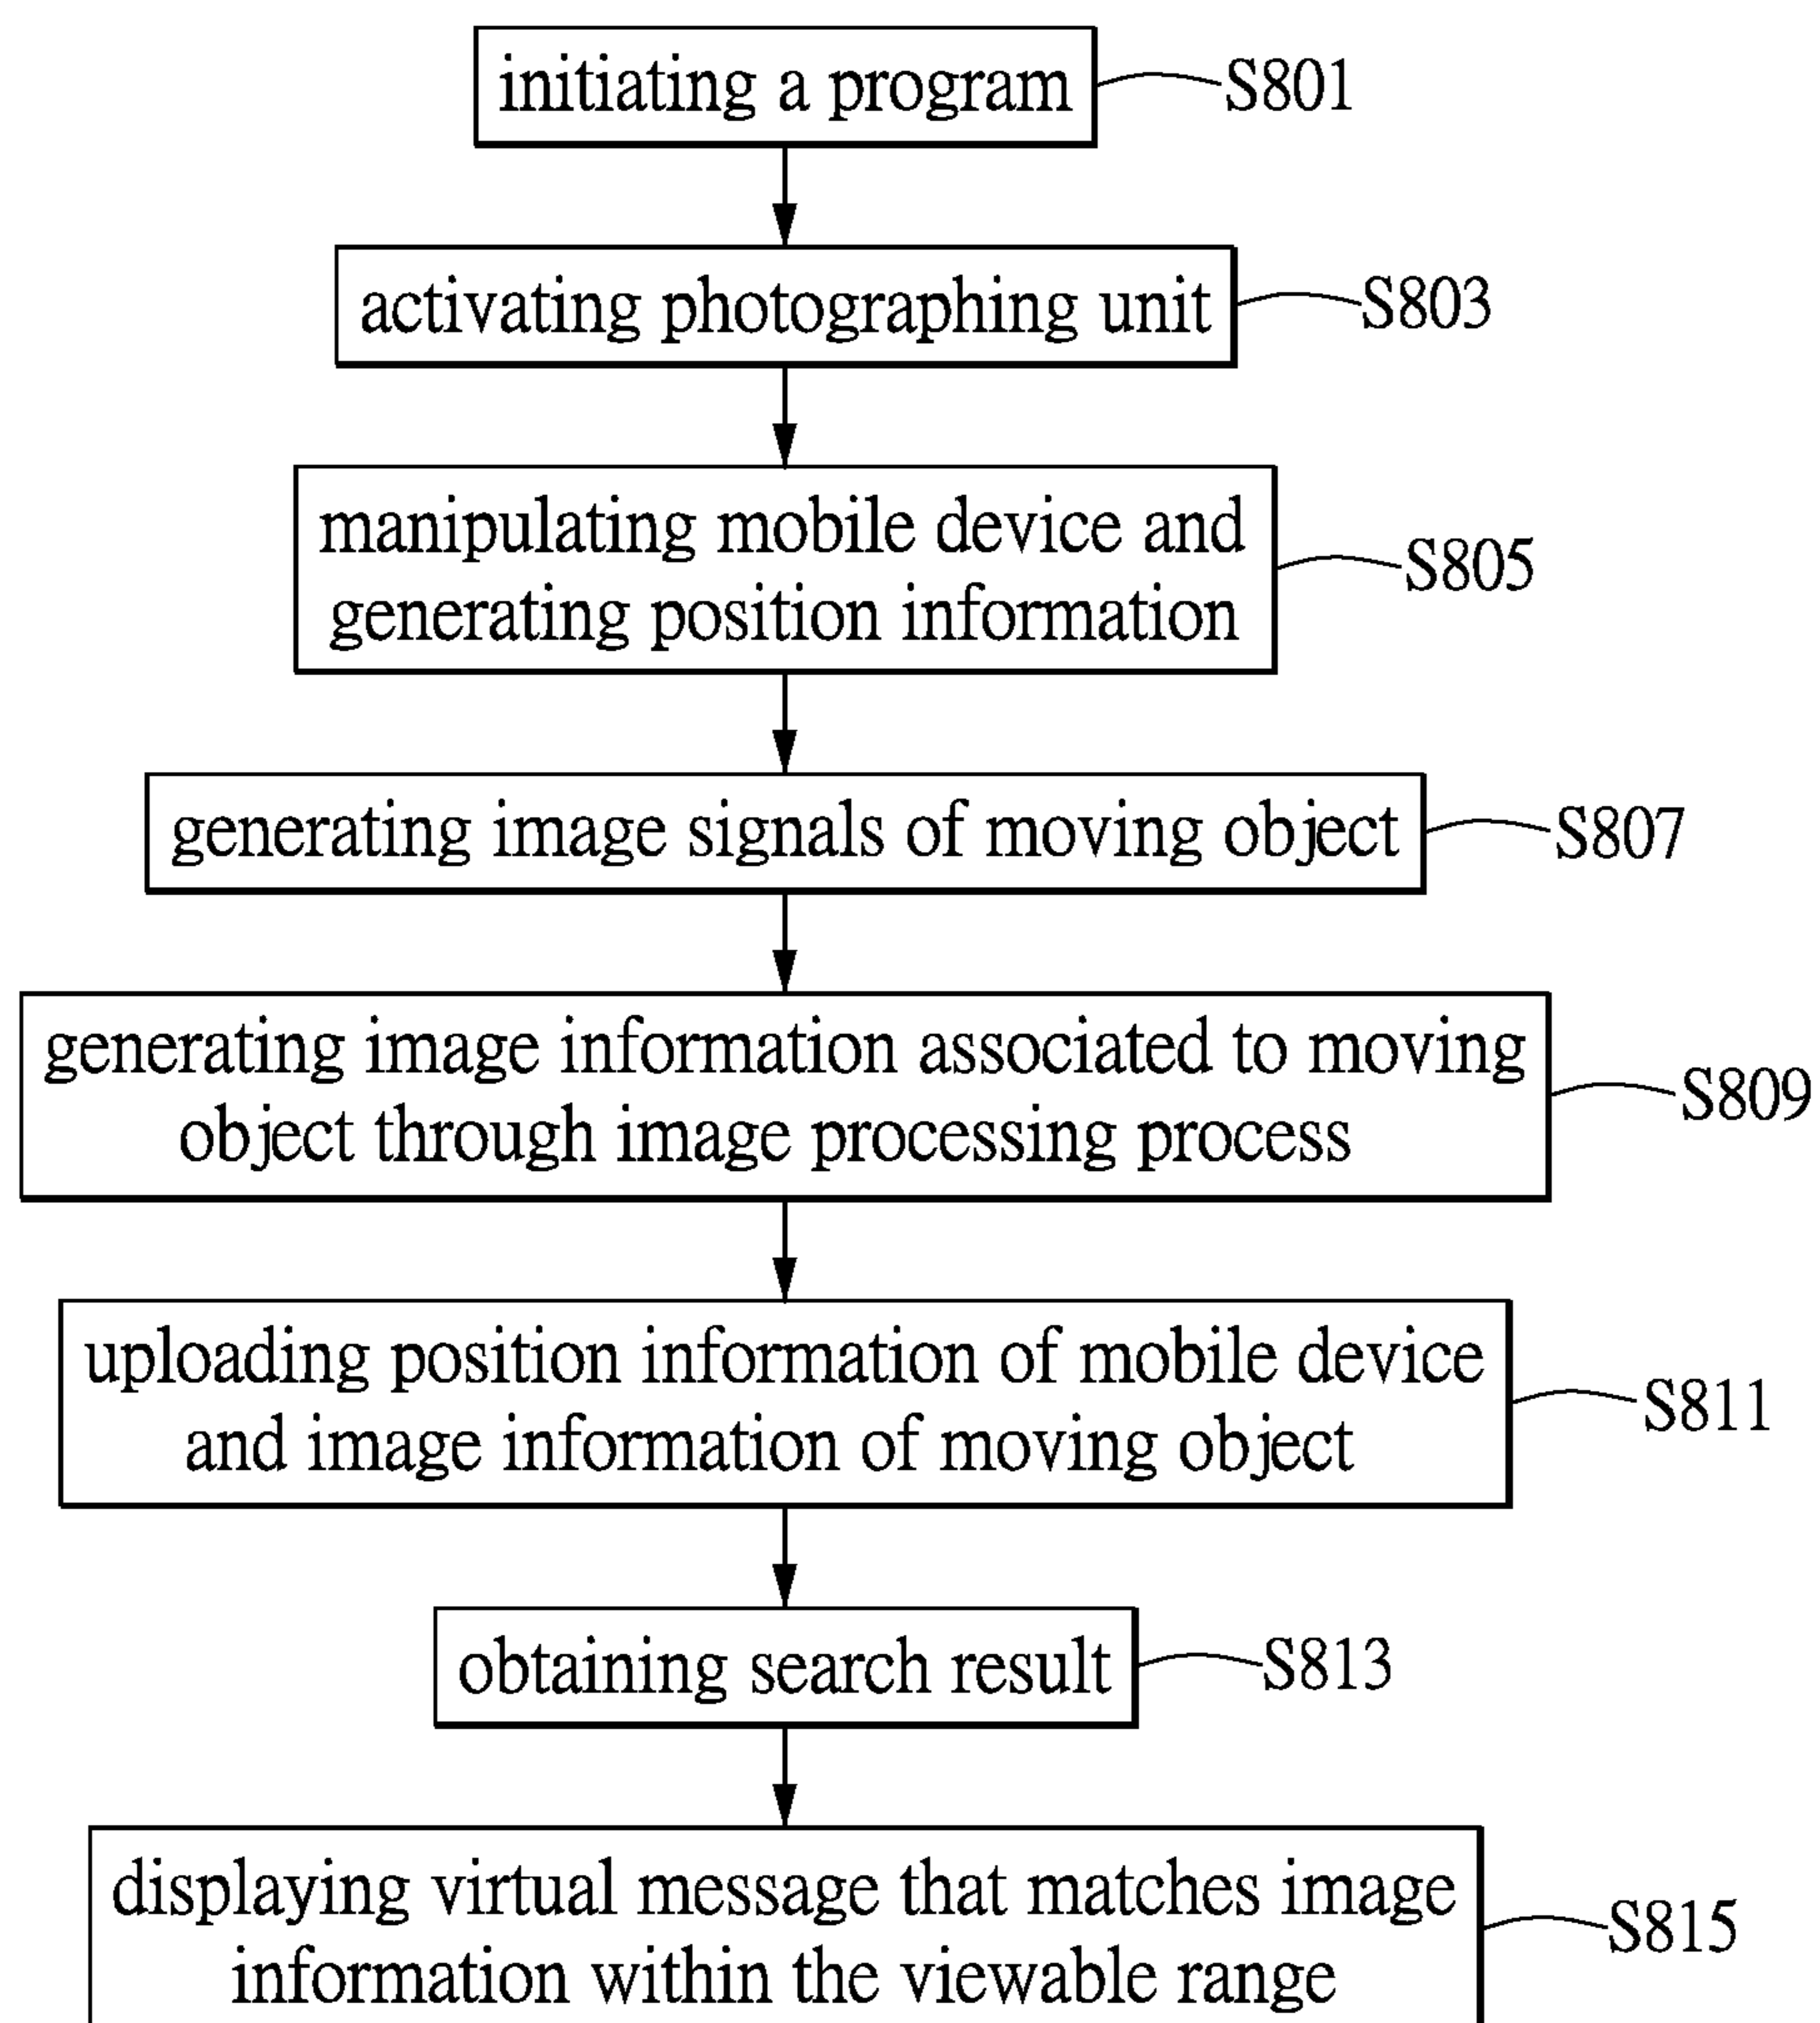 initiating a program
S801
activating photographing unit
S803
manipulating mobile device and
generating position information
S805
generating image signals of moving object
S807
generating image information associated to moving
object through image processing process
S809
uploading position information of mobile device
and image information of moving object
S811
obtaining search result
S813
displaying virtual message that matches image
information within the viewable range
S815